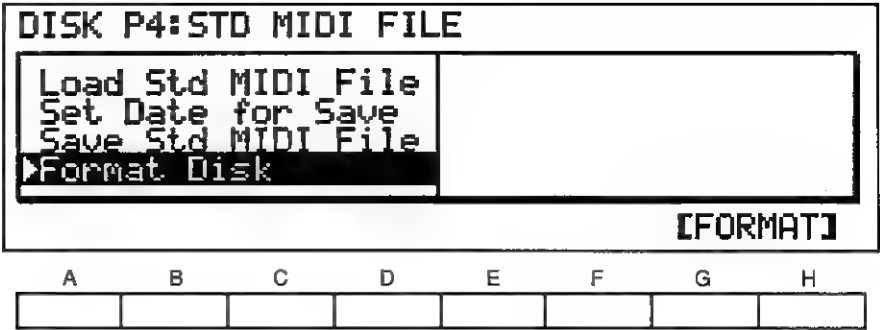 DISK P4:STD MIDI FILE
Load Std MIDI File
Set Date for Save
Save Std MIDI File
▶Format Disk
[FORMAT]
A B C D E F G H